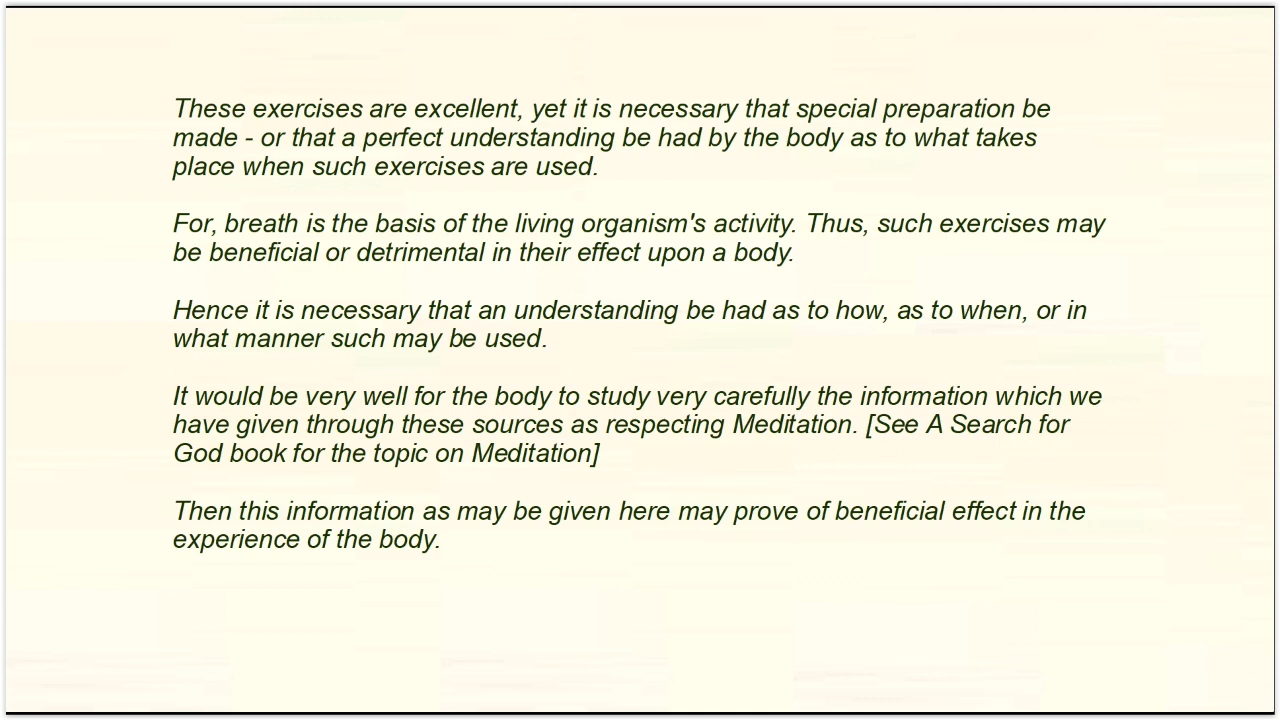 These exercises are excellent, yet it is necessary that special preparation be
made - or that a perfect understanding be had by the body as to what takes
place when such exercises are used.
For, breath is the basis of the living organism's activity. Thus, such exercises may
be beneficial or detrimental in their effect upon a body.
Hence it is necessary that an understanding be had as to how, as to when, or in
what manner such may be used.
It would be very well for the body to study very carefully the information which we
have given through these sources as respecting Meditation. [See A Search for
God book for the topic on Meditation]
Then this information as may be given here may prove of beneficial effect in the
experience of the body.